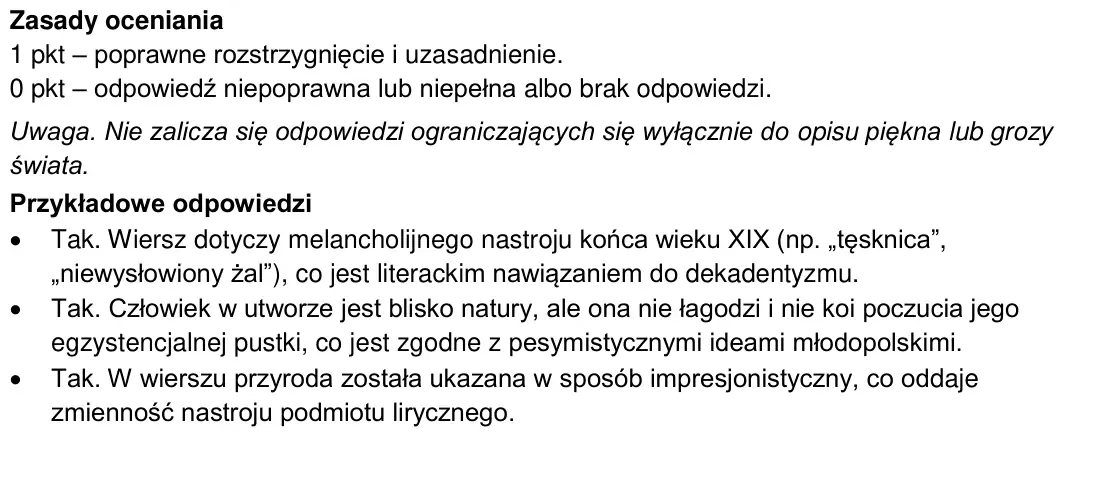 Zasady oceniania
1 pkt – poprawne rozstrzygnięcie i uzasadnienie.
0 pkt – odpowiedź niepoprawna lub niepełna albo brak odpowiedzi.
Uwaga. Nie zalicza się odpowiedzi ograniczających się wyłącznie do opisu piękna lub grozy
świata.
Przykładowe odpowiedzi
• Tak. Wiersz dotyczy melancholijnego nastroju końca wieku XIX (np. „tęsknica”,
„niewysłowiony żal”), co jest literackim nawiązaniem do dekadentyzmu.
• Tak. Człowiek w utworze jest blisko natury, ale ona nie łagodzi i nie koi poczucia jego
egzystencjalnej pustki, co jest zgodne z pesymistycznymi ideami młodopolskimi.
• Tak. W wierszu przyroda została ukazana w sposób impresjonistyczny, co oddaje
zmienność nastroju podmiotu lirycznego.